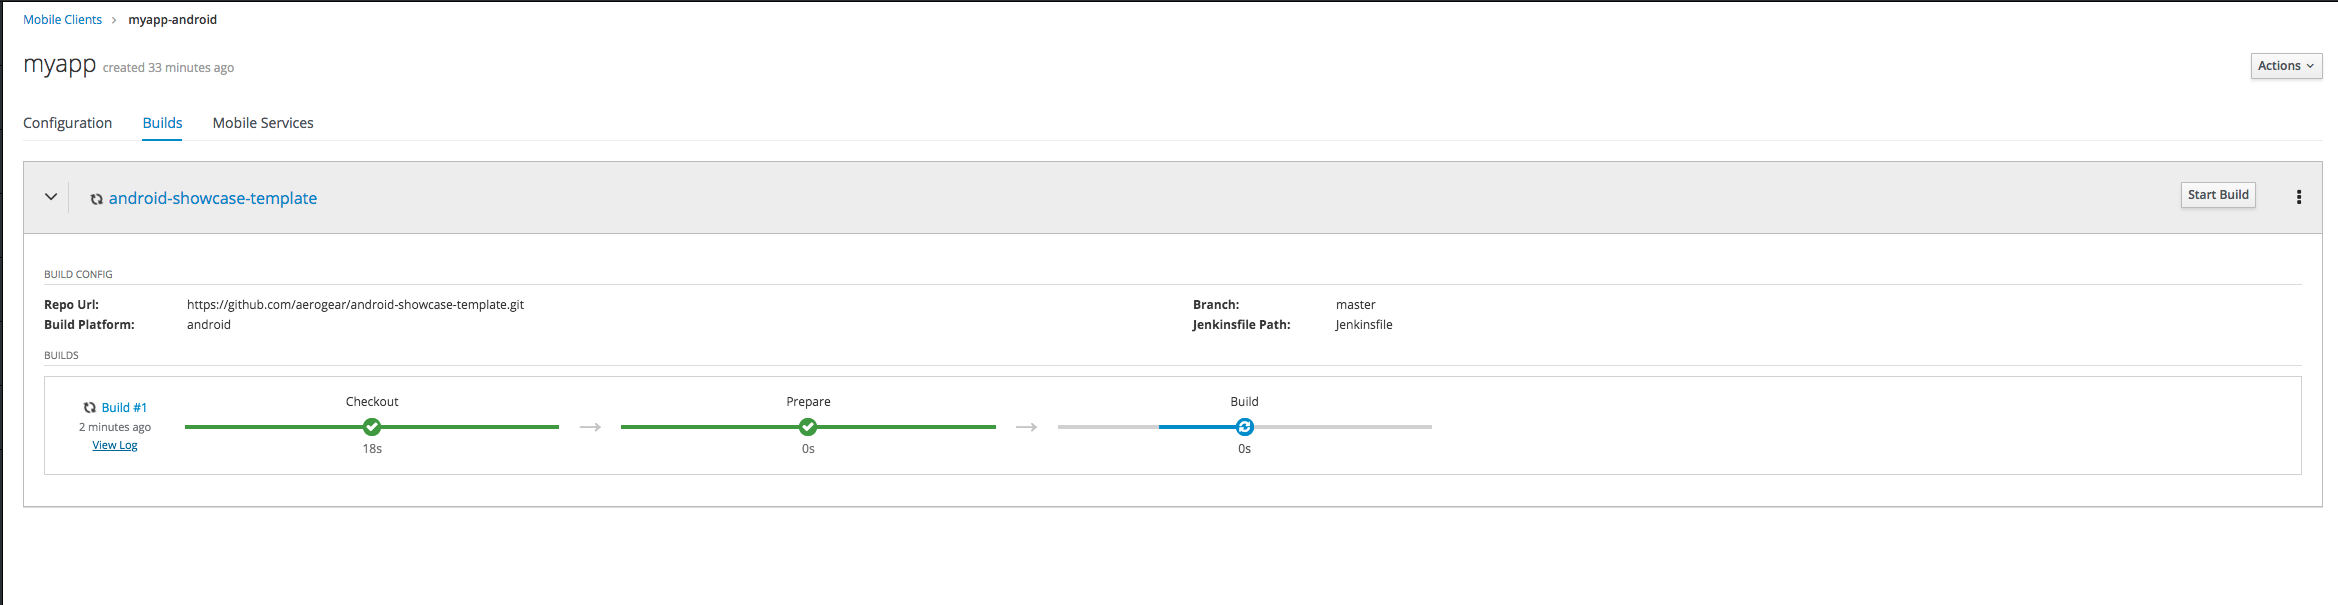 Mobile Clients > myapp-android
myapp created 33 minutes ago
Actions
Configuration Builds Mobile Services
android-showcase-template
Start Build
BUILD CONFIG
Repo Url: https://github.com/aerogear/android-showcase-template.git
Branch: master
Build Platform: android
Jenkinsfile Path: Jenkinsfile
BUILDS
Build #1
2 minutes ago
View Log
Checkout
18s
Prepare
0s
Build
0s